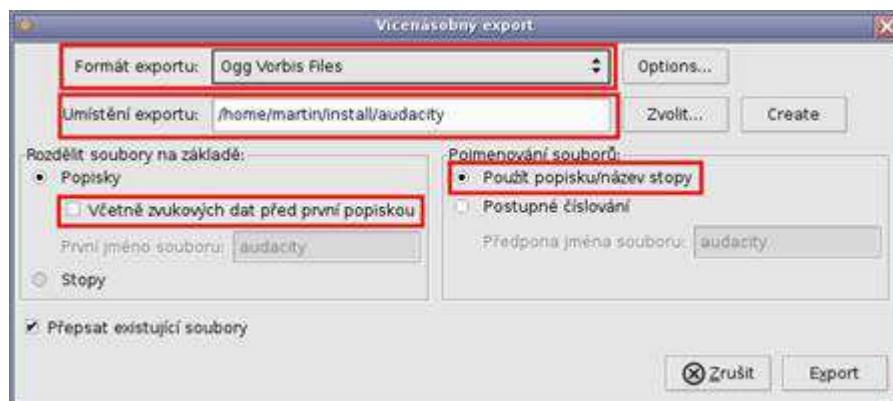 Vícenásobný export
Formát exportu: Ogg Vorbis Files Options...
Umístění exportu: /home/martin/install/audacity Zvolit... Create
Rozdělit soubory na základě: Pojmenování souborů:
Popisky Použít popisku/název stopy
Včetně zvukových dat před první popiskou Postupné číslování
První jméno souboru: audacity Předpona jména souboru: audacity
Stopy
Přepsat existující soubory
Zrušit Export